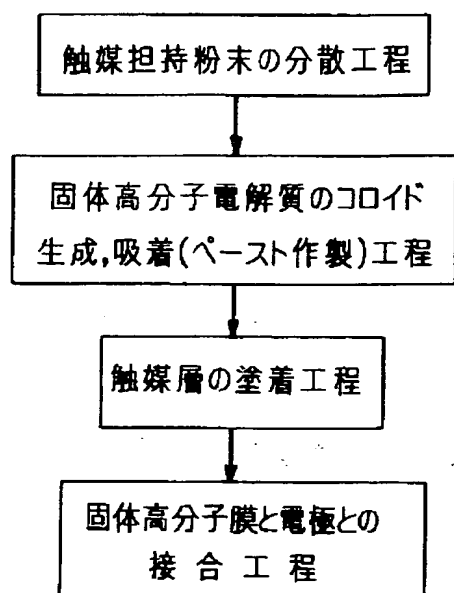 触媒担持粉末の分散工程
固体高分子電解質のコロイド
生成,吸着(ペースト作製)工程
触媒層の塗着工程
固体高分子膜と電極との
接合工程